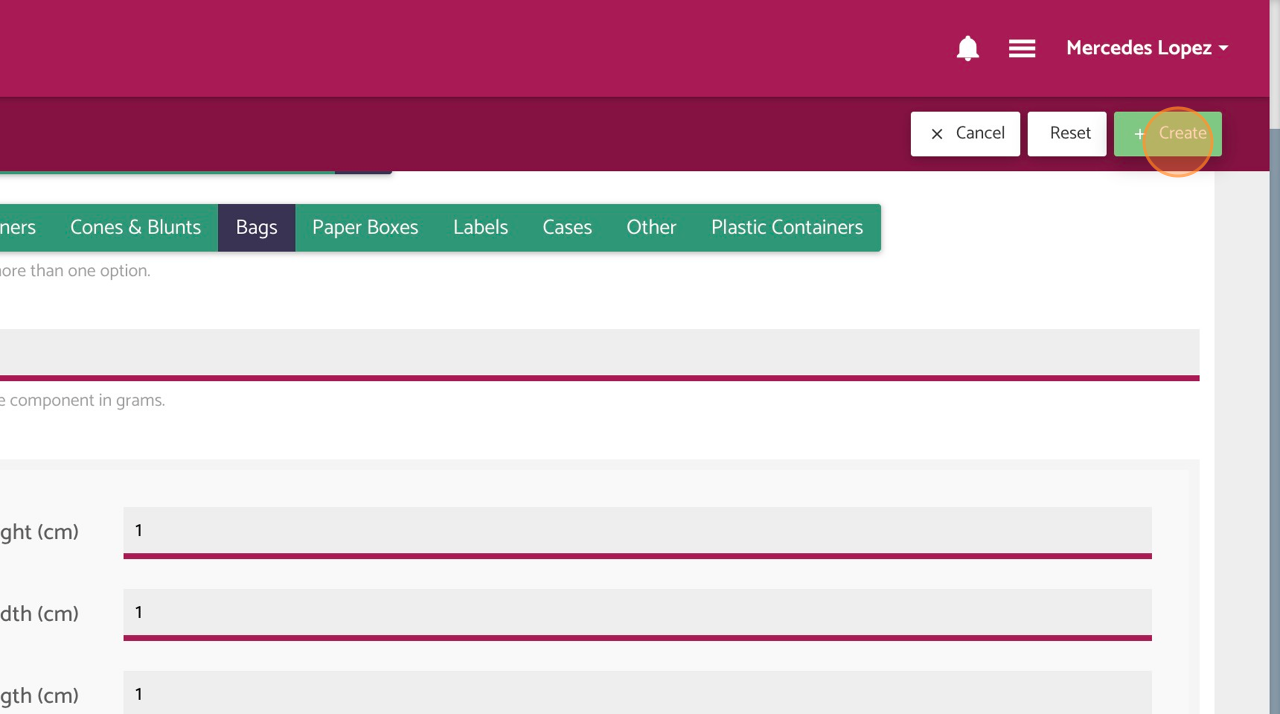 Mercedes Lopez
Cancel Reset + Create
ners Cones & Blunts Bags Paper Boxes Labels Cases Other Plastic Containers
ore than one option.
e component in grams.
ght (cm) 1
dth (cm) 1
gth (cm) 1